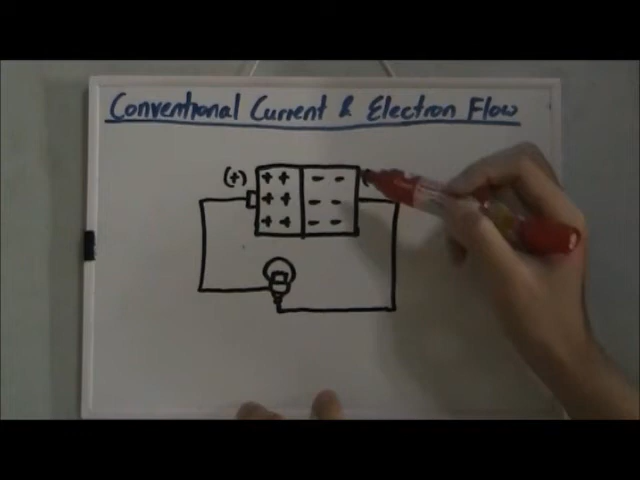 Conventional Current & Electron Flow
(+) + + - -
+ + - -
+ + - -